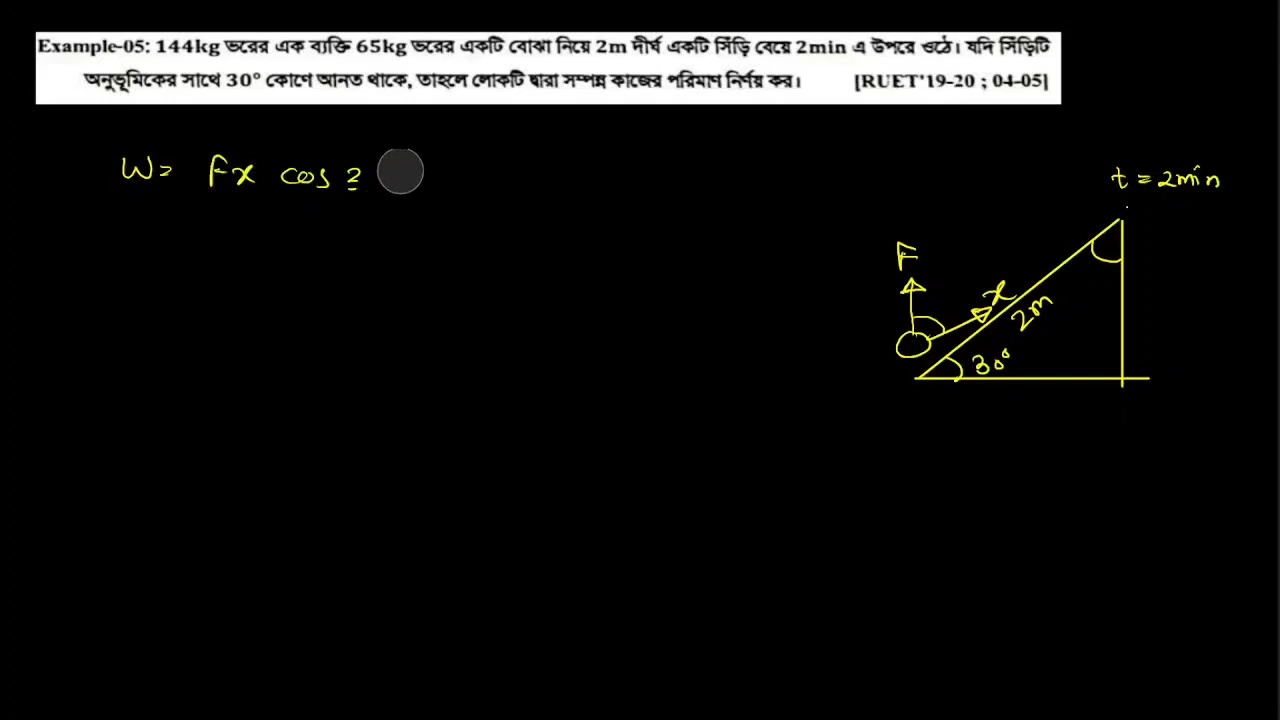 Example-05: 144kg ভরের এক ব্যক্তি 65kg ভরের একটি বোঝা নিয়ে 2m দীর্ঘ একটি সিঁড়ি বেয়ে 2min এ উপরে ওঠে। যদি সিঁড়িটি
অনুভূমিকের সাথে 30° কোণে আনত থাকে, তাহলে লোকটি দ্বারা সম্পন্ন কাজের পরিমাণ নির্ণয় কর। [RUET'19-20 ; 04-05]
W = Fx cos ?
t = 2min
F
x
2m
30°